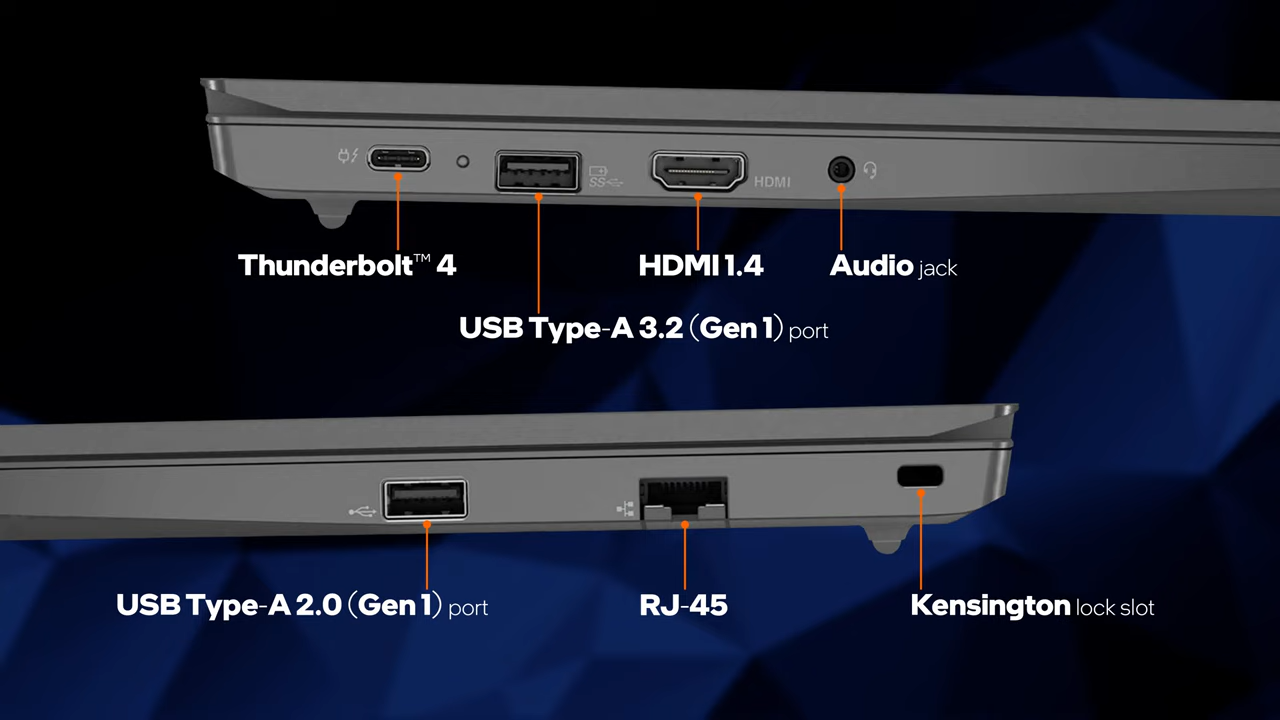 SS
HDMI
Thunderbolt™ 4
HDMI 1.4
Audio jack
USB Type-A 3.2 (Gen 1) port
USB Type-A 2.0 (Gen 1) port
RJ-45
Kensington lock slot